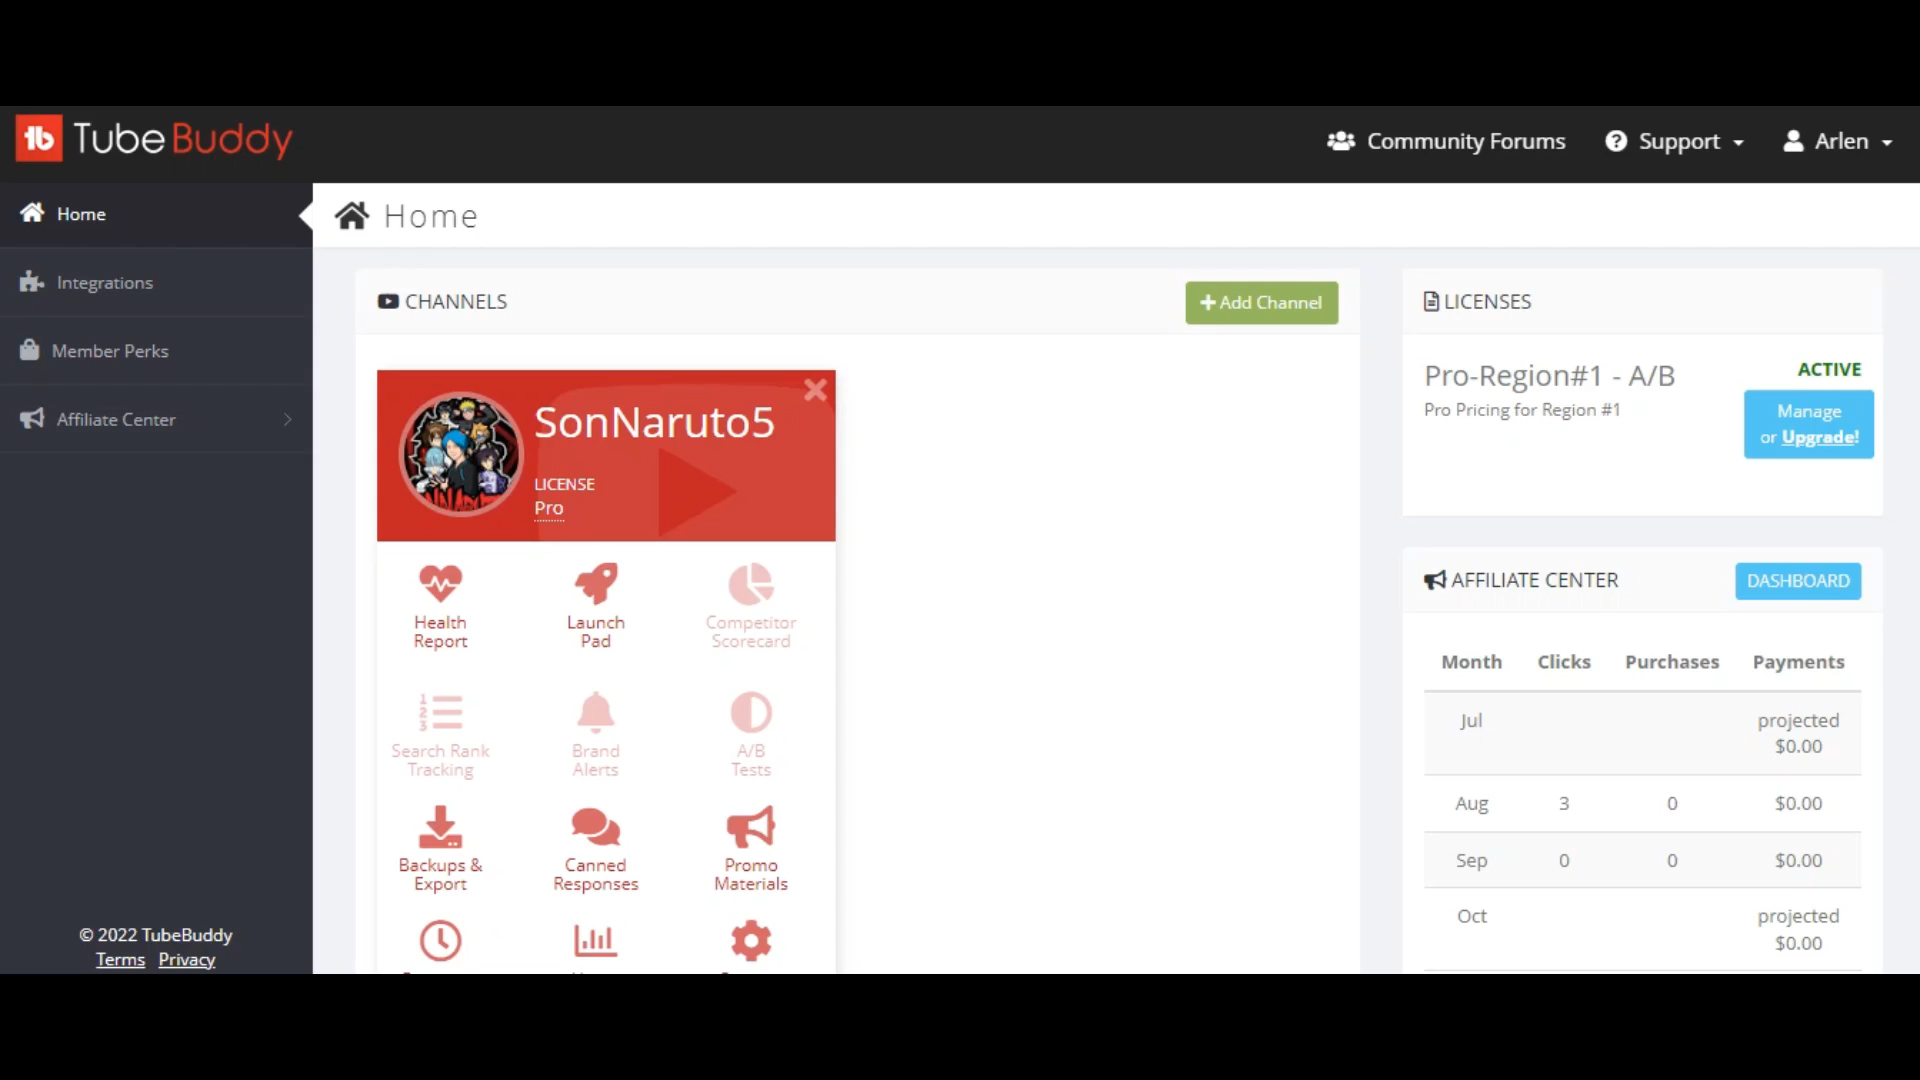 TubeBuddy
Community Forums
Support
Arlen
Home
Integrations
Member Perks
Affiliate Center
© 2022 TubeBuddy
Terms Privacy
Home
CHANNELS
Add Channel
SonNaruto5
LICENSE
Pro
Health
Report
Launch
Pad
Competitor
Scorecard
Search Rank
Tracking
Brand
Alerts
A/B
Tests
Backups &
Export
Canned
Responses
Promo
Materials
LICENSES
Pro-Region#1 - A/B
Pro Pricing for Region #1
ACTIVE
Manage
or Upgrade!
AFFILIATE CENTER
DASHBOARD
Month Clicks Purchases Payments
Jul projected
$0.00
Aug 3 0 $0.00
Sep 0 0 $0.00
Oct projected
$0.00